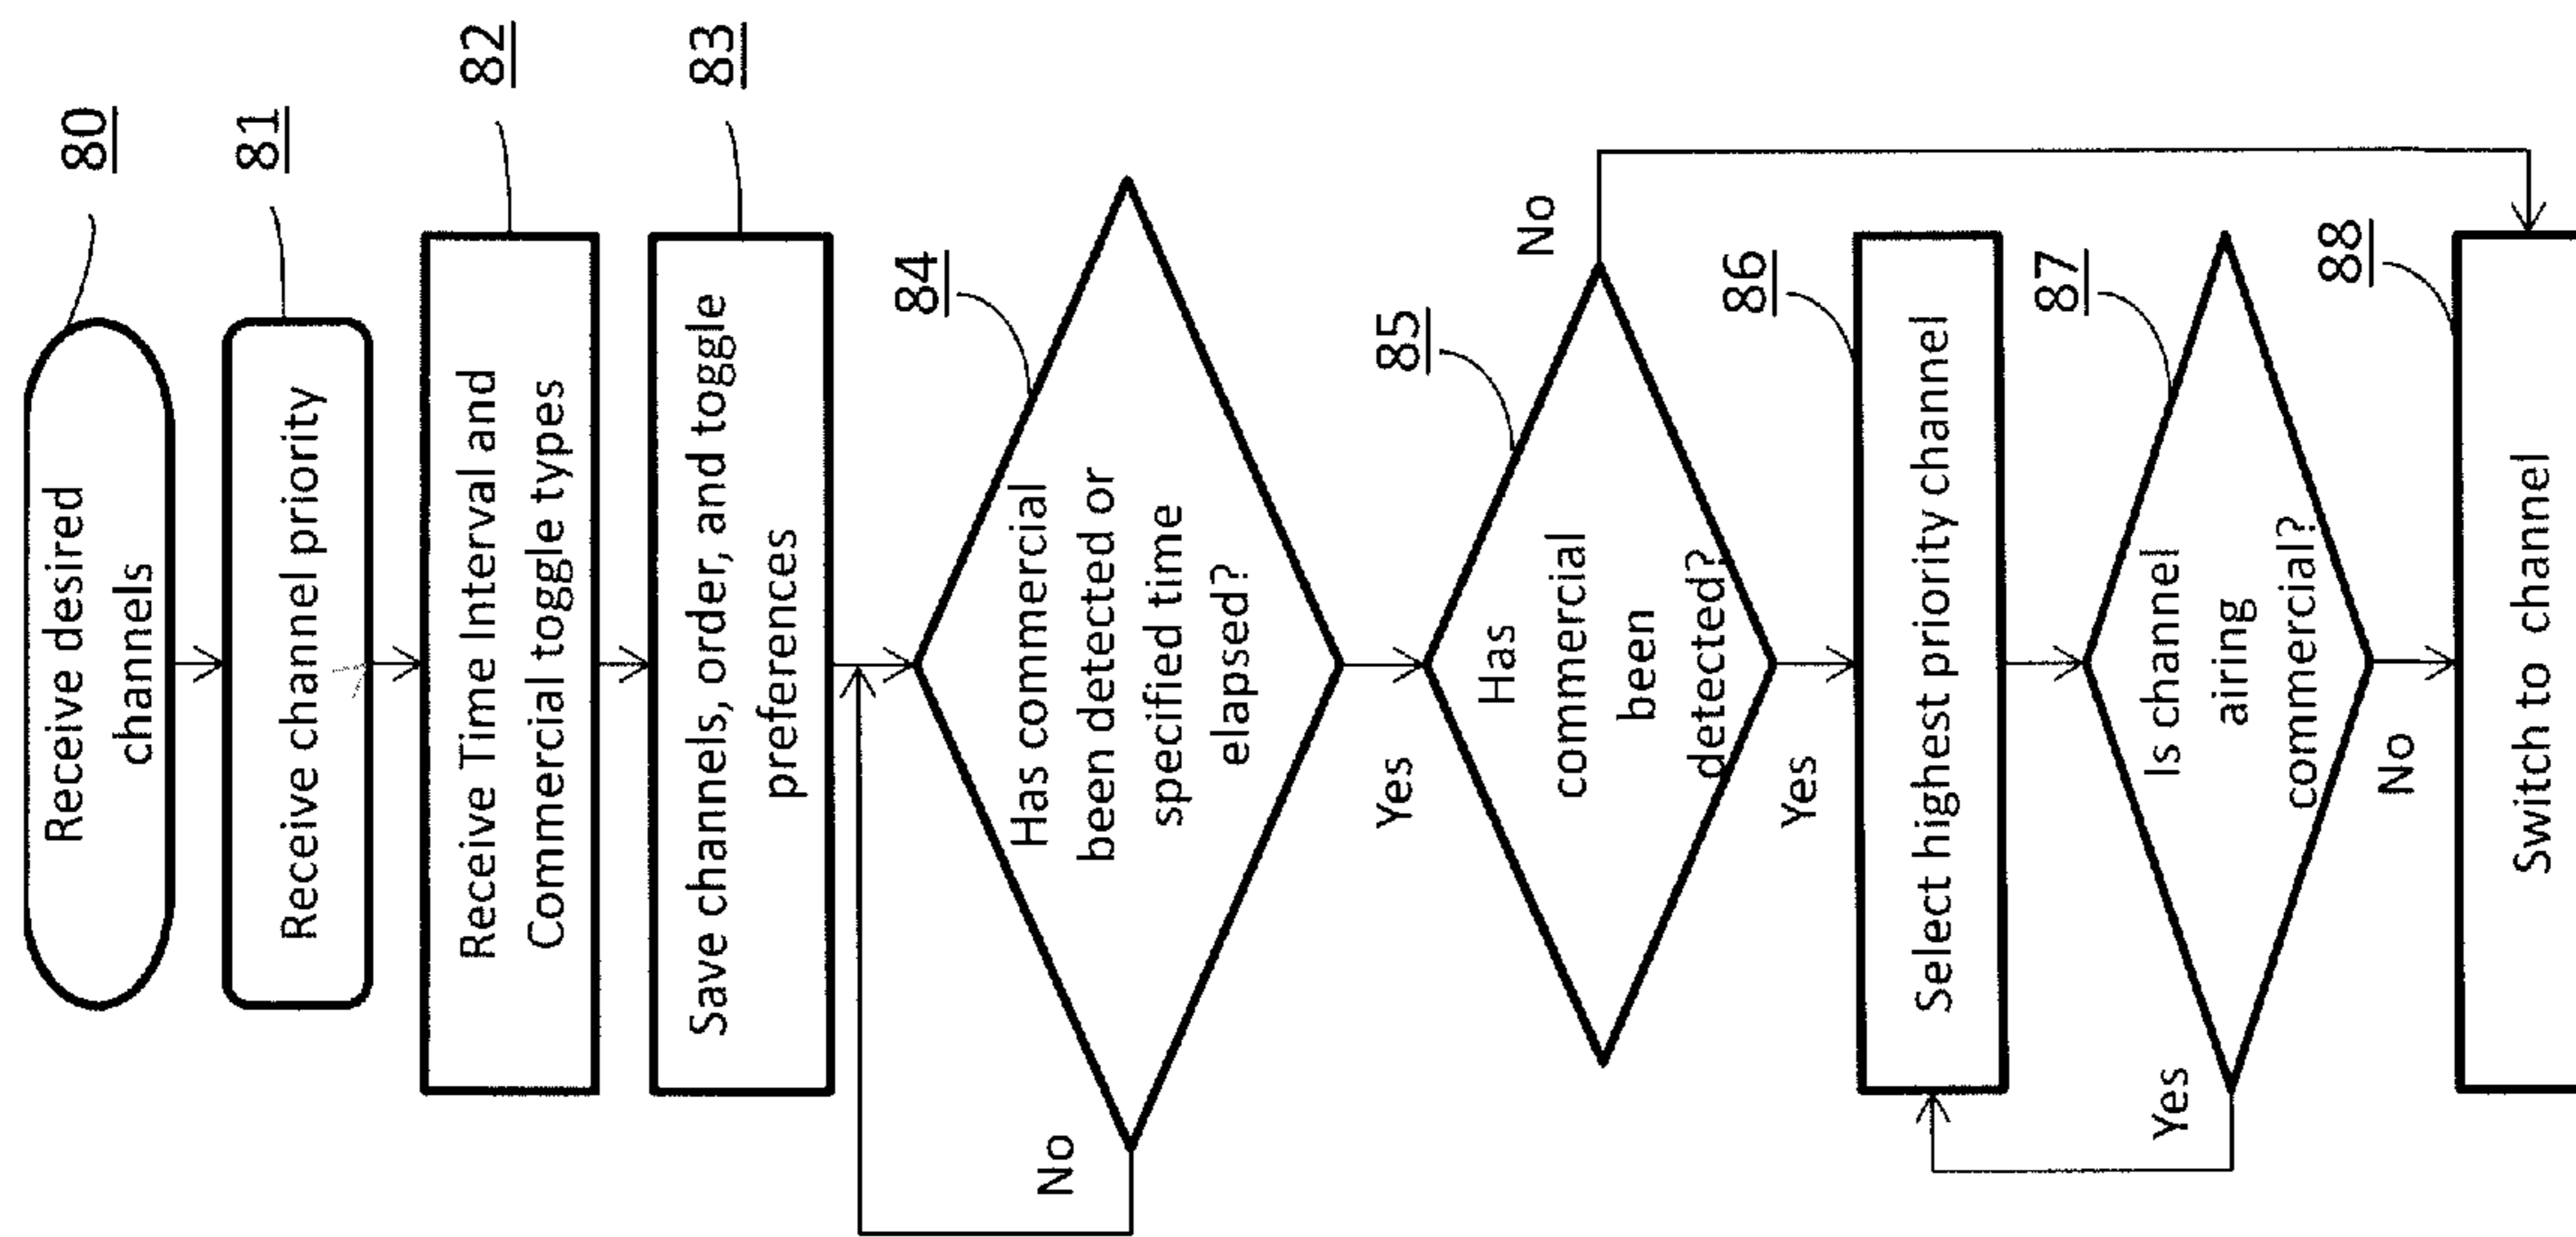 80
Receive desired
channels
81
Receive channel priority
82
Receive Time Interval and
Commercial toggle types
83
Save channels, order, and toggle
preferences
84
Has commercial
been detected or
specified time
elapsed?
No
Yes
85
Has
commercial
been
detected?
No
Yes
86
Select highest priority channel
87
Is channel
airing
commercial?
Yes
No
88
Switch to channel